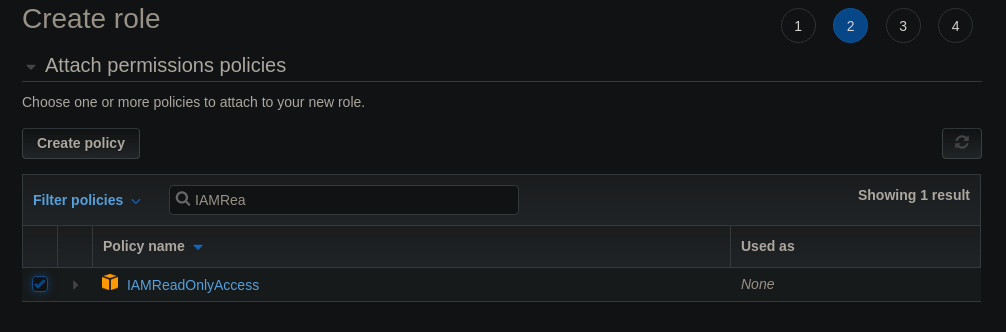 Create role
1 2 3 4
Attach permissions policies
Choose one or more policies to attach to your new role.
Create policy
Filter policies IAMRea Showing 1 result
Policy name Used as
IAMReadOnlyAccess None